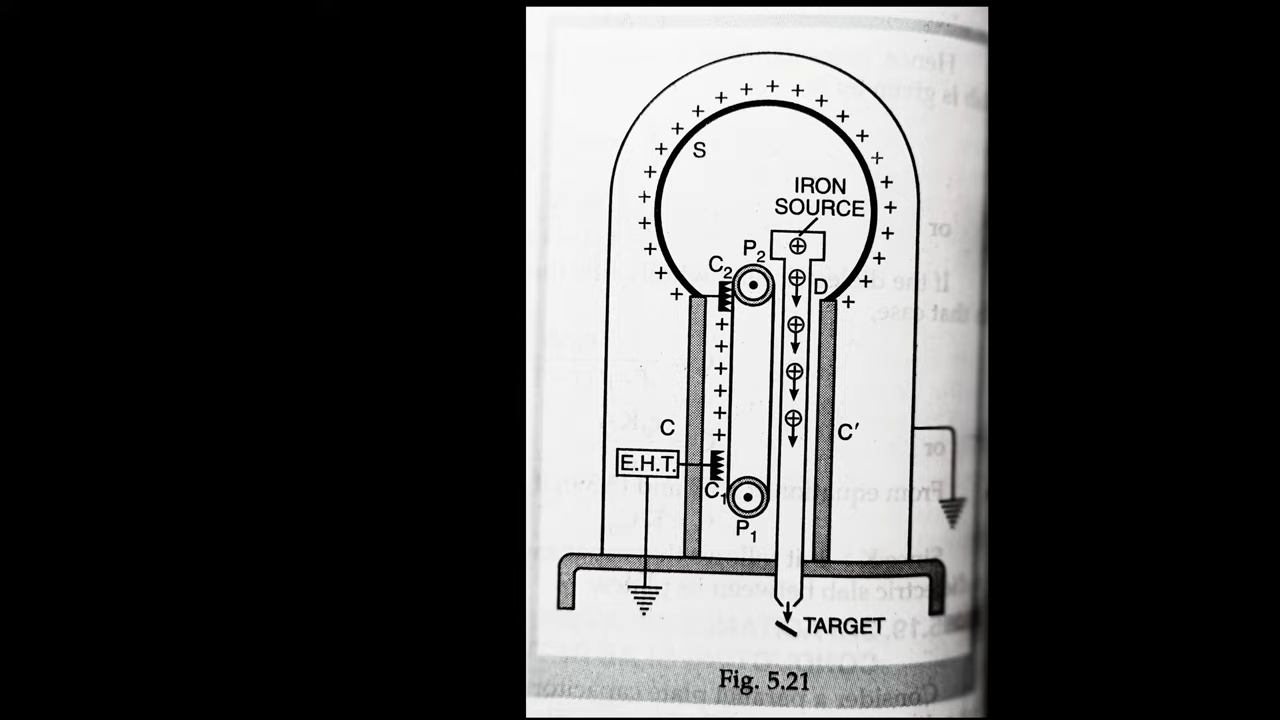 S
IRON
SOURCE
P2
C2
D
C
C′
E.H.T.
C1
P1
TARGET
Fig. 5.21